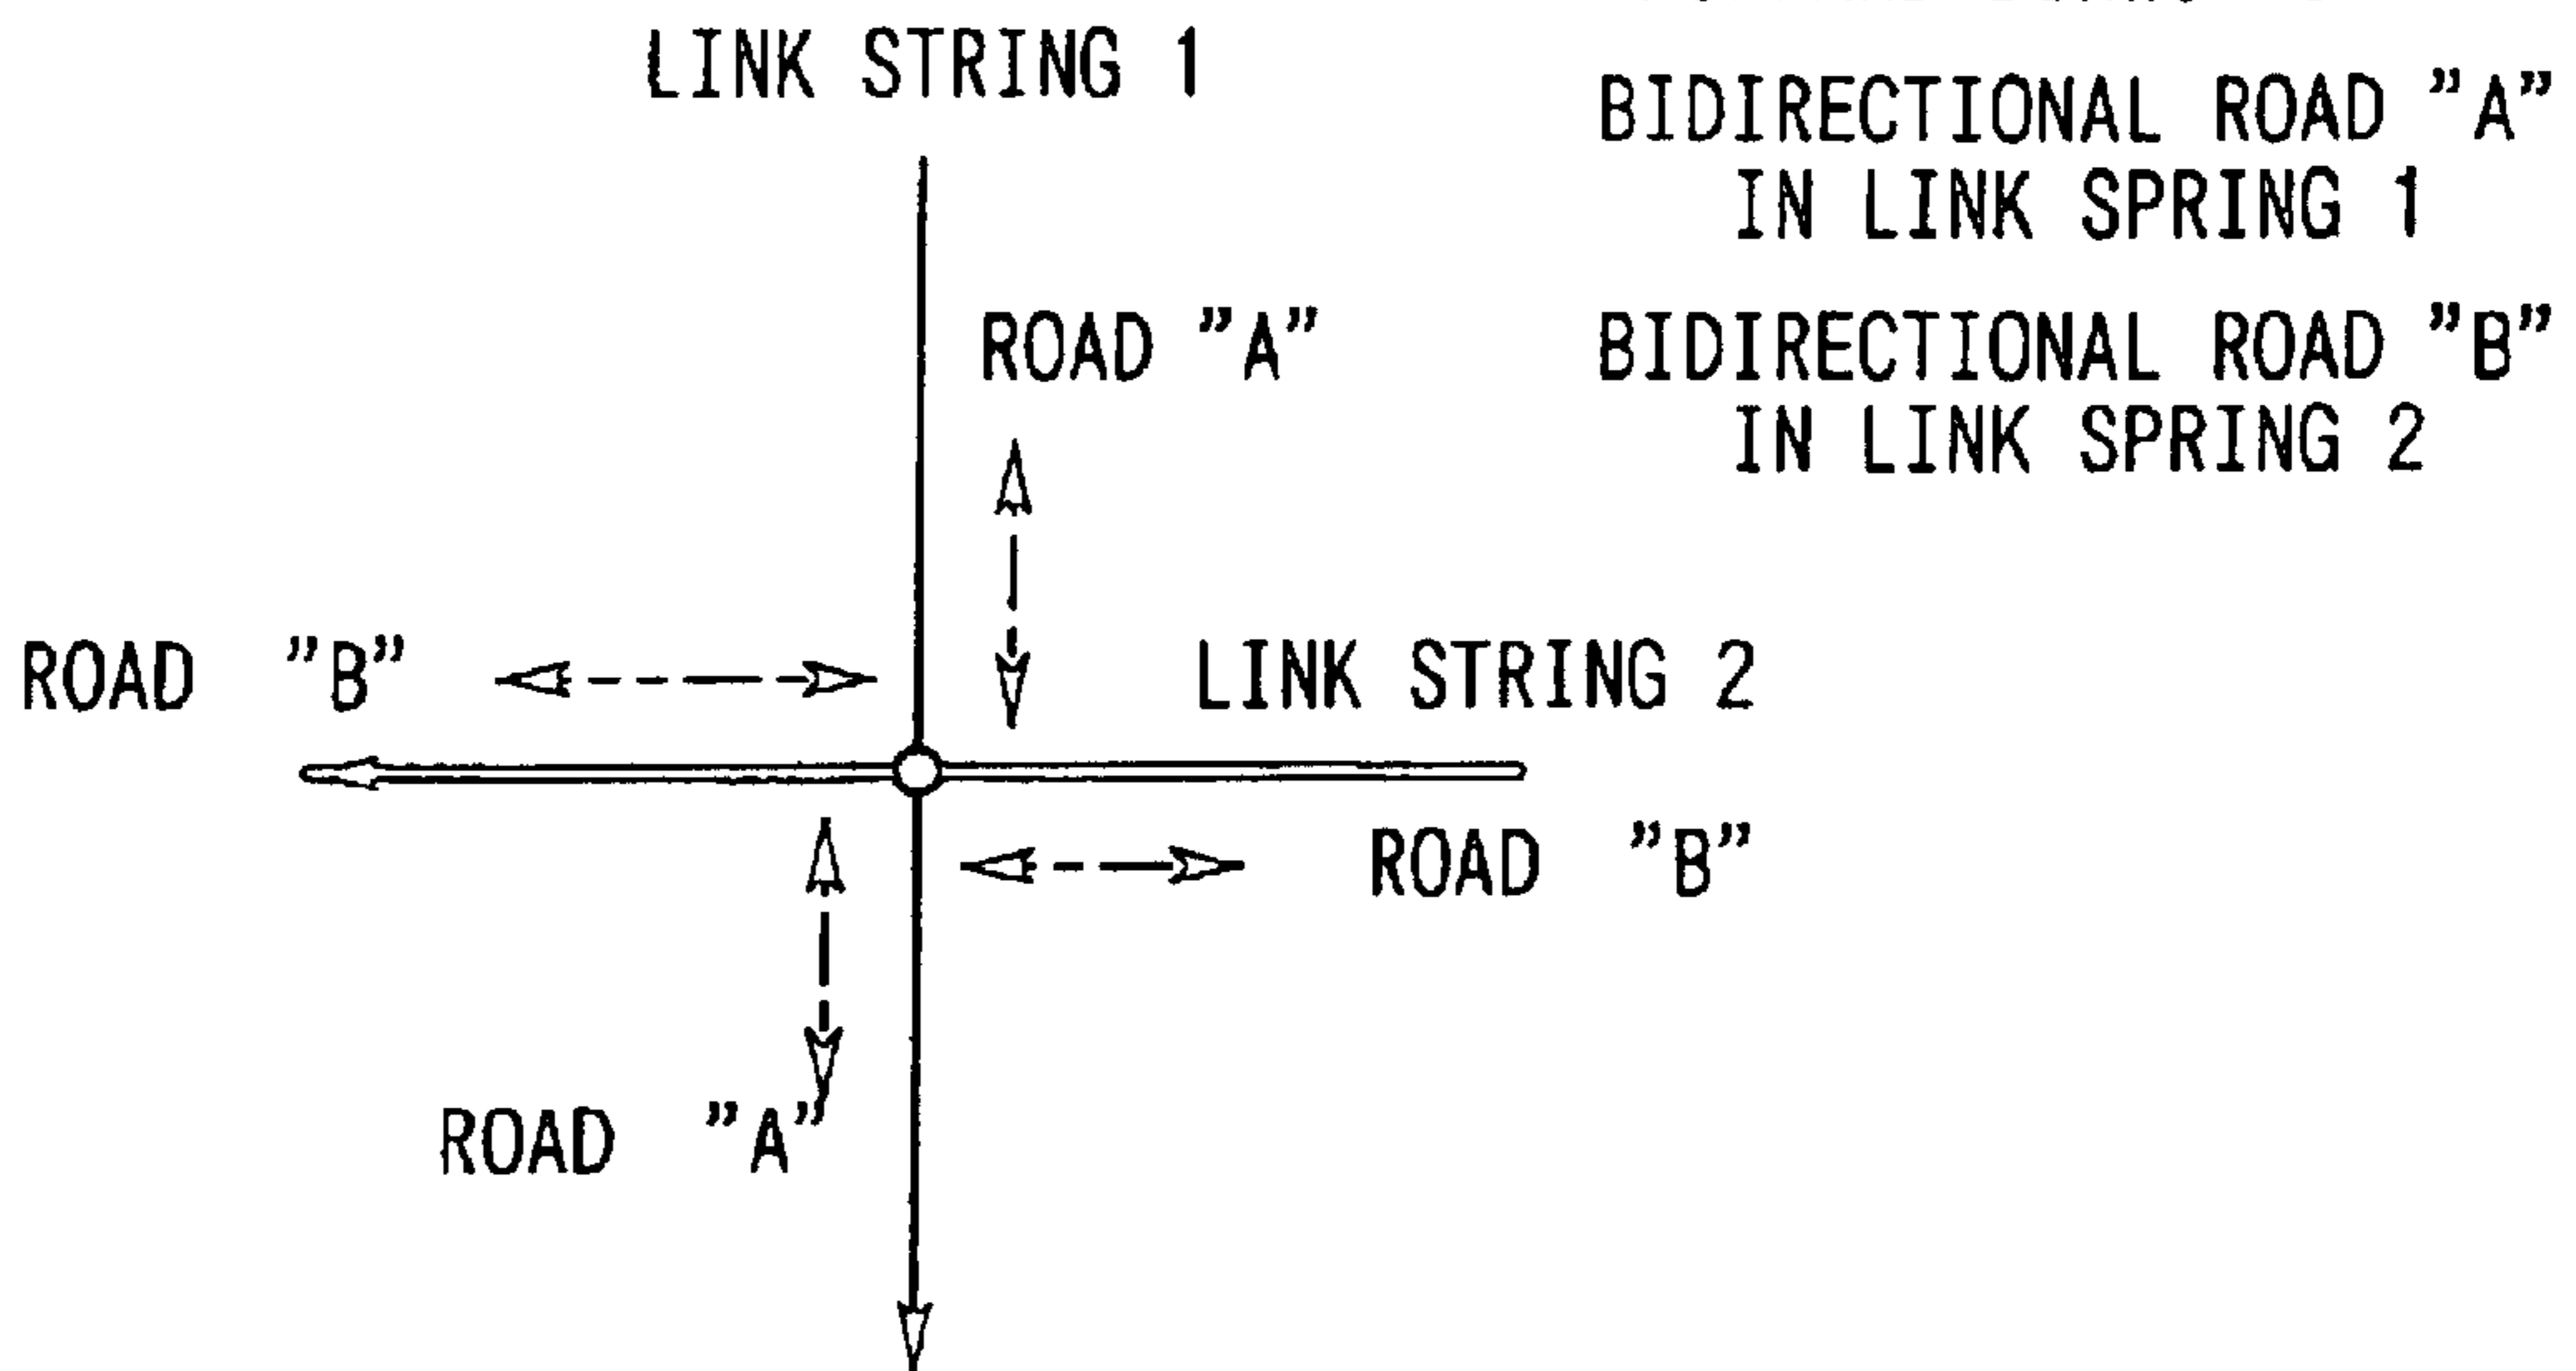 LINK STRING 1
BIDIRECTIONAL ROAD "A"
IN LINK SPRING 1
ROAD "A"
BIDIRECTIONAL ROAD "B"
IN LINK SPRING 2
ROAD "B"
LINK STRING 2
ROAD "B"
ROAD "A"